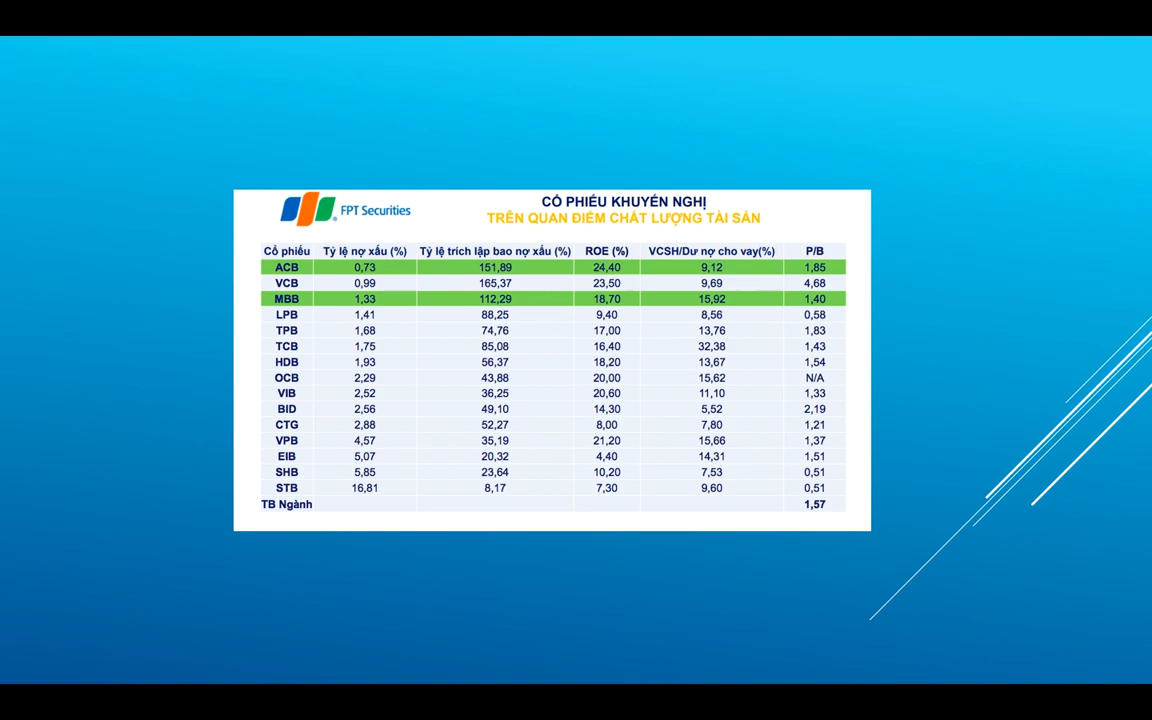 FPT Securities
CỔ PHIẾU KHUYẾN NGHỊ
TRÊN QUAN ĐIỂM CHẤT LƯỢNG TÀI SẢN
Cổ phiếu Tỷ lệ nợ xấu (%) Tỷ lệ trích lập bao nợ xấu (%) ROE (%) VCSH/Dư nợ cho vay(%) P/B
ACB 0,73 151,89 24,40 9,12 1,85
VCB 0,99 165,37 23,50 9,69 4,68
MBB 1,33 112,29 18,70 15,92 1,40
LPB 1,41 88,25 9,40 8,56 0,58
TPB 1,68 74,76 17,00 13,76 1,83
TCB 1,75 85,08 16,40 32,38 1,43
HDB 1,93 56,37 18,20 13,67 1,54
OCB 2,29 43,88 20,00 15,62 N/A
VIB 2,52 36,25 20,60 11,10 1,33
BID 2,56 49,10 14,30 5,52 2,19
CTG 2,88 52,27 8,00 7,80 1,21
VPB 4,57 35,19 21,20 15,66 1,37
EIB 5,07 20,32 4,40 14,31 1,51
SHB 5,85 23,64 10,20 7,53 0,51
STB 16,81 8,17 7,30 9,60 0,51
TB Ngành 1,57